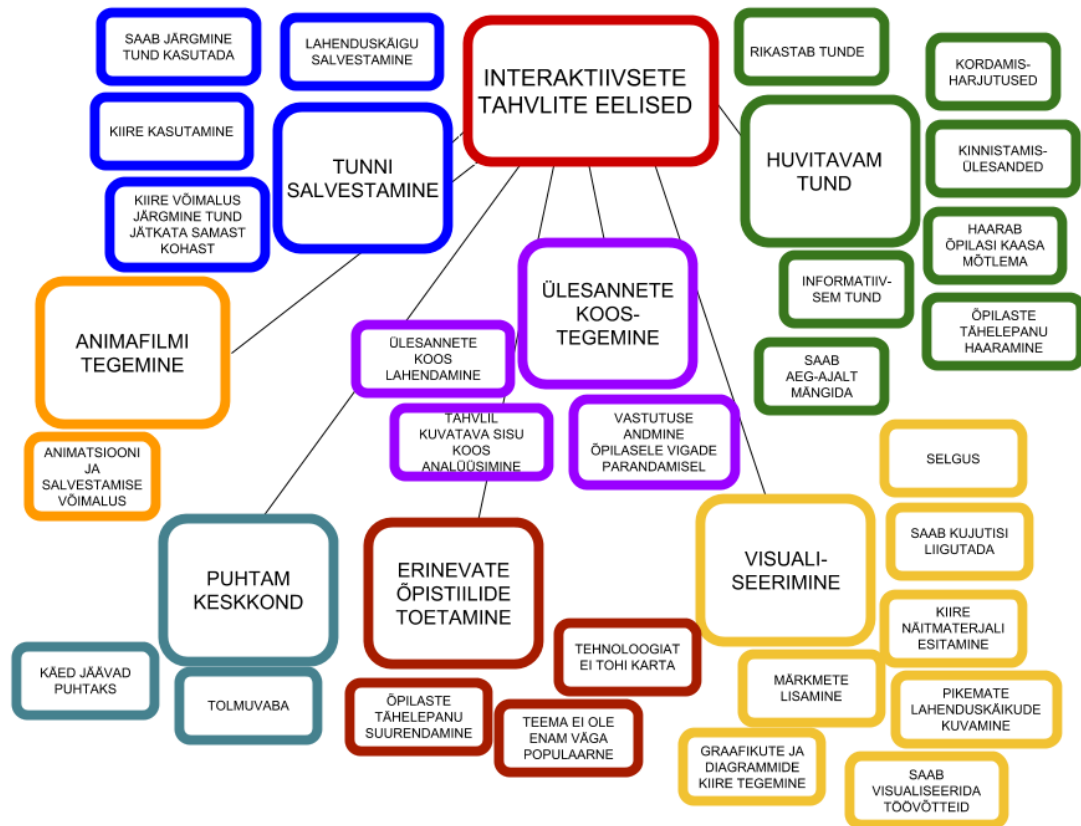 INTERAKTIIVSETE
TAHVLITE EELISED
SAAB JÄRGMINE
TUND KASUTADA
LAHENDUSKÄIGU
SALVESTAMINE
KIIRE KASUTAMINE
TUNNI
SALVESTAMINE
KIIRE VÕIMALUS
JÄRGMINE TUND
JÄTKATA SAMAST
KOHAST
RIKASTAB TUNDE
KORDAMIS-
HARJUTUSED
HUVITAVAM
TUND
KINNISTAMIS-
ÜLESANDED
HAARAB
ÕPILASI KAASA
MÕTLEMA
INFORMATIIV-
SEM TUND
ÕPILASTE
TÄHELEPANU
HAARAMINE
SAAB
AEG-AJALT
MÄNGIDA
ANIMAFILMI
TEGEMINE
ANIMATSIOONI
JA
SALVESTAMISE
VÕIMALUS
ÜLESANNETE
KOOS-
TEGEMINE
ÜLESANNETE
KOOS
LAHENDAMINE
TAHVLIL
KUVATAVA SISU
KOOS
ANALÜÜSIMINE
VASTUTUSE
ANDMINE
ÕPILASELE VIGADE
PARANDAMISEL
PUHTAM
KESKKOND
KÄED JÄÄVAD
PUHTAKS
TOLMUVABA
ERINEVATE
ÕPISTIILIDE
TOETAMINE
TEHNOLOOGIAT
EI TOHI KARTA
ÕPILASTE
TÄHELEPANU
SUURENDAMINE
TEEMA EI OLE
ENAM VÄGA
POPULAARNE
VISUALI-
SEERIMINE
SELGUS
SAAB KUJUTISI
LIIGUTADA
KIIRE
NÄITMATERJALI
ESITAMINE
MÄRKMETE
LISAMINE
PIKEMATE
LAHENDUSKÄIKUDE
KUVAMINE
GRAAFIKUTE JA
DIAGRAMMIDE
KIIRE TEGEMINE
SAAB
VISUALISEERIDA
TÖÖVÕTTEID